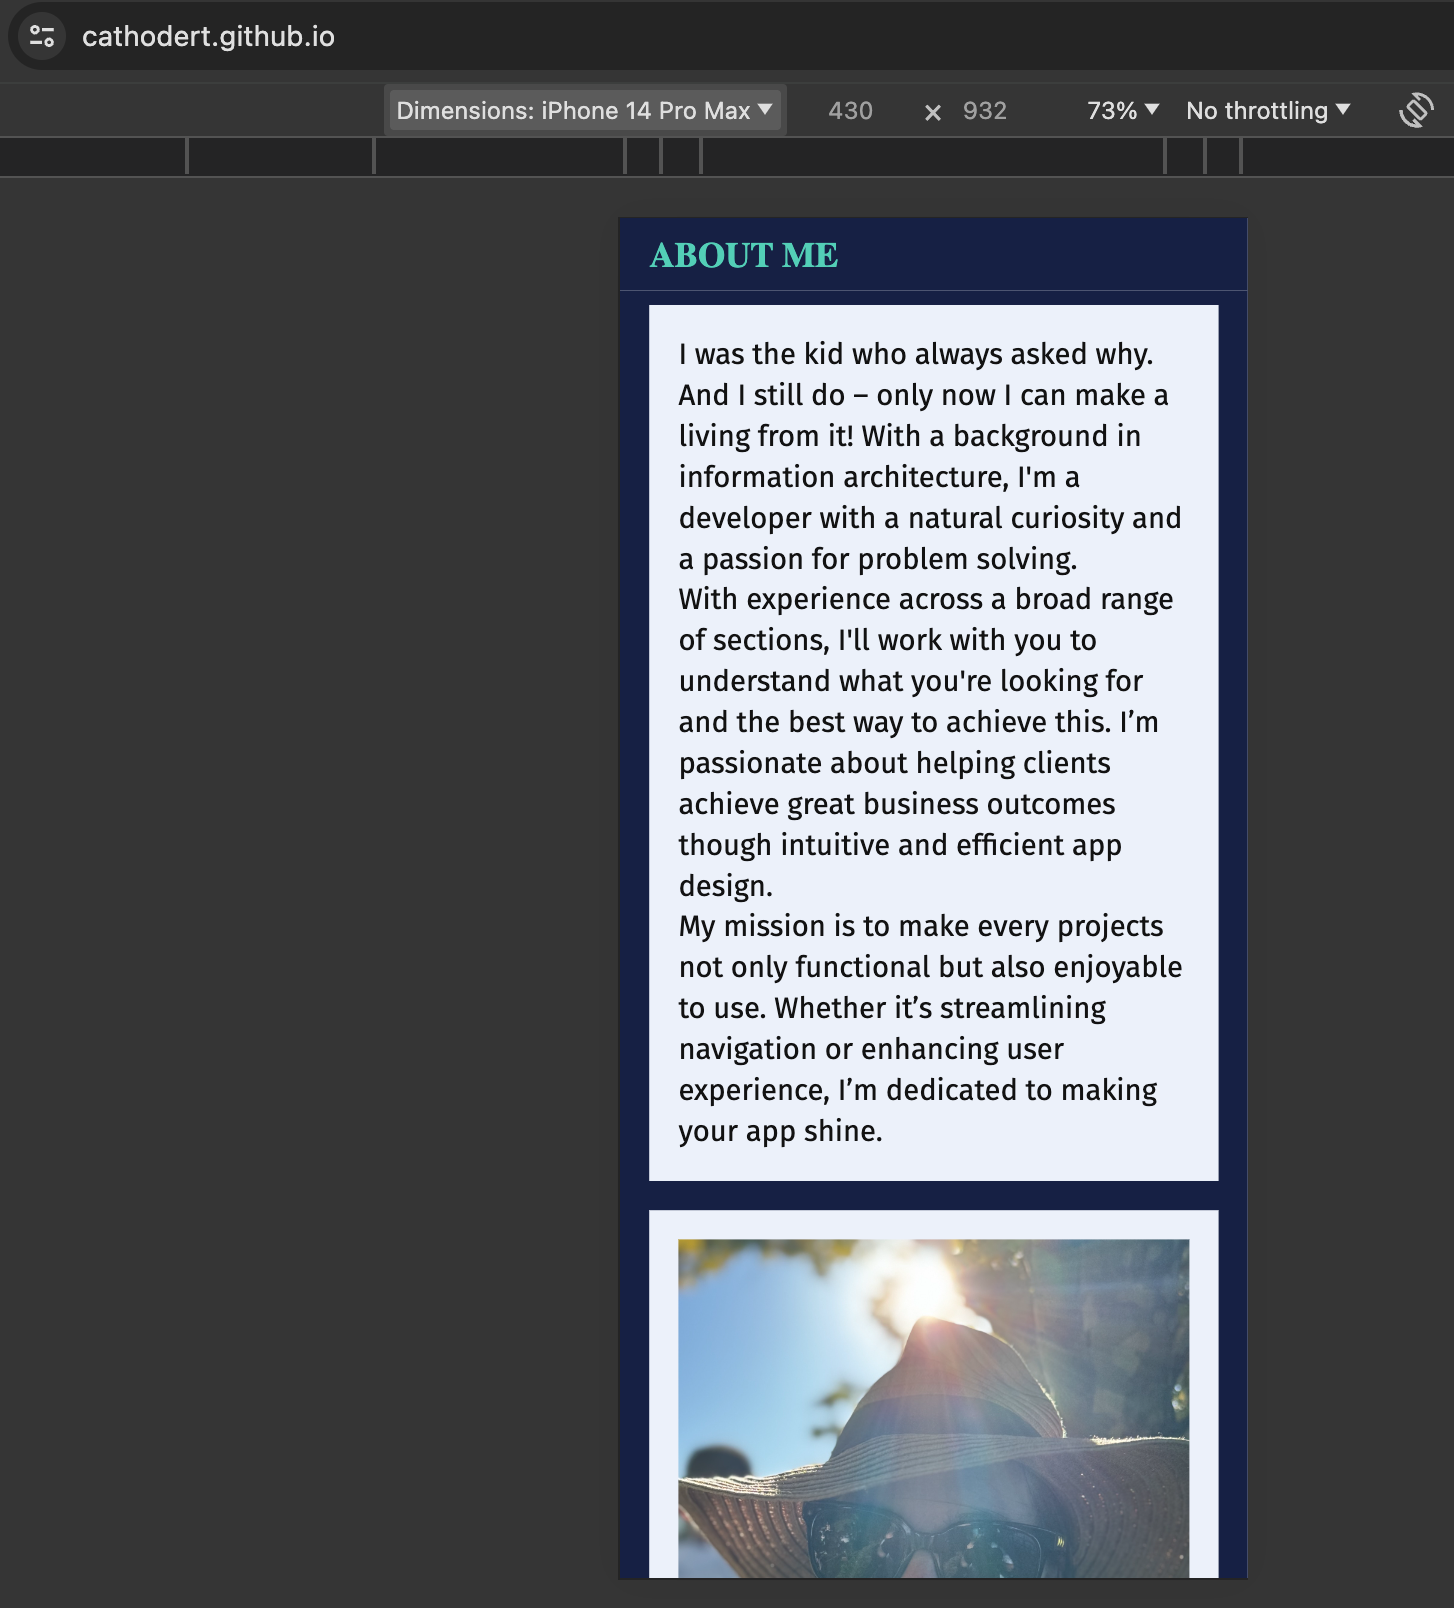 cathodert.github.io
Dimensions: iPhone 14 Pro Max ▼ 430 × 932 73% ▼ No throttling ▼
ABOUT ME
I was the kid who always asked why.
And I still do – only now I can make a
living from it! With a background in
information architecture, I'm a
developer with a natural curiosity and
a passion for problem solving.
With experience across a broad range
of sections, I'll work with you to
understand what you're looking for
and the best way to achieve this. I’m
passionate about helping clients
achieve great business outcomes
though intuitive and efficient app
design.
My mission is to make every projects
not only functional but also enjoyable
to use. Whether it’s streamlining
navigation or enhancing user
experience, I’m dedicated to making
your app shine.